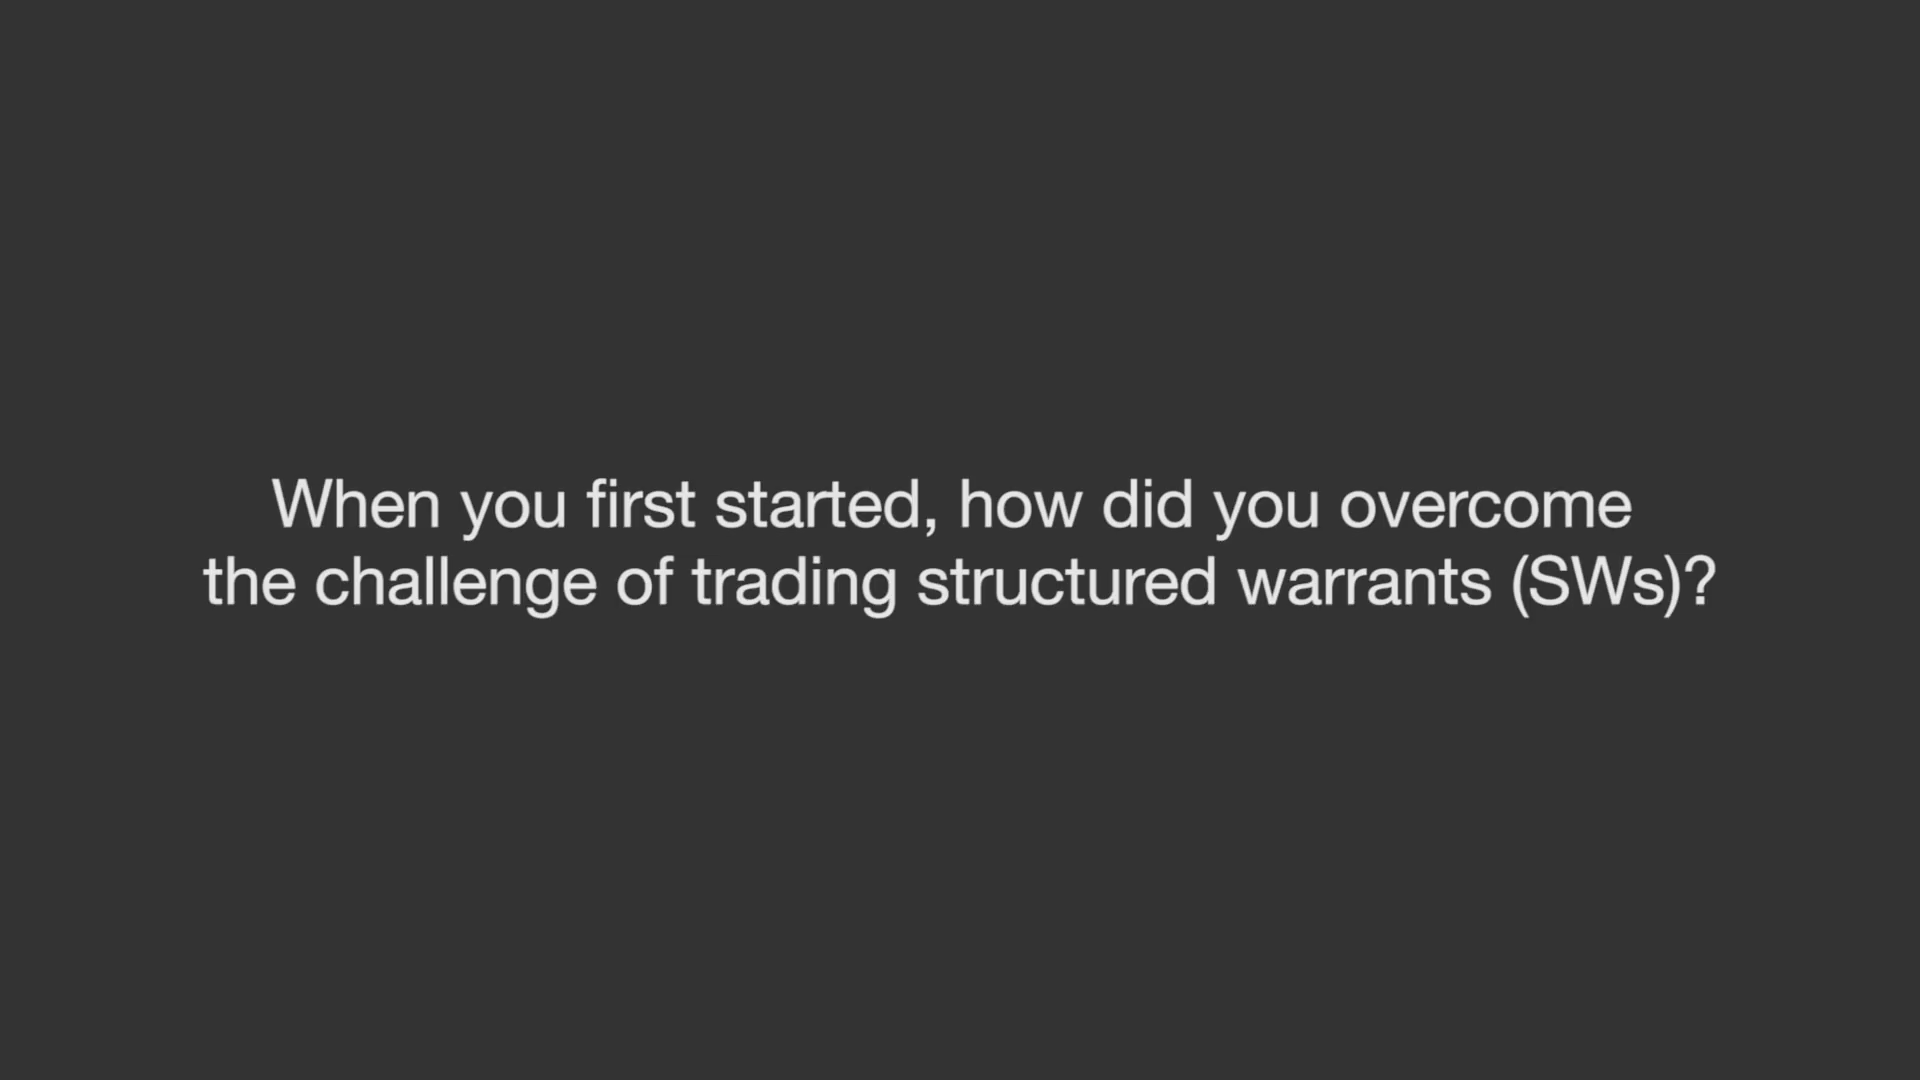 When you first started, how did you overcome
the challenge of trading structured warrants (SWs)?